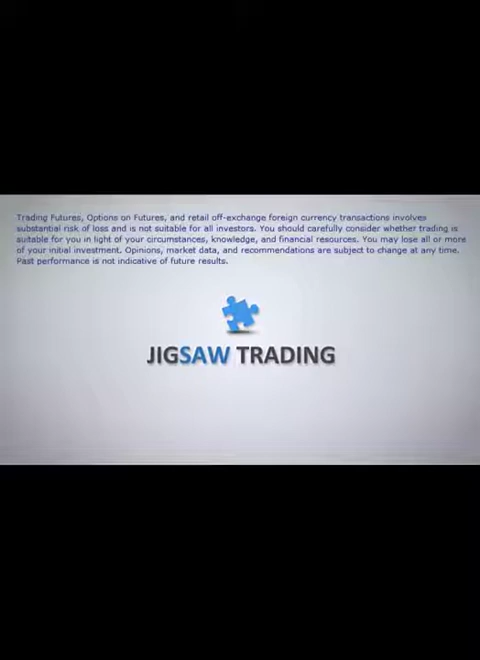 Trading Futures, Options on Futures, and retail off-exchange foreign currency transactions involves
substantial risk of loss and is not suitable for all investors. You should carefully consider whether trading is
suitable for you in light of your circumstances, knowledge, and financial resources. You may lose all or more
of your initial investment. Opinions, market data, and recommendations are subject to change at any time.
Past performance is not indicative of future results.
JIGSAW TRADING